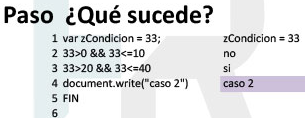 Paso ¿Qué sucede?
1 var zCondicion = 33; zCondicion = 33
2 33>0 && 33<=10 no
3 33>20 && 33<=40 si
4 document.write("caso 2") caso 2
5 FIN
6